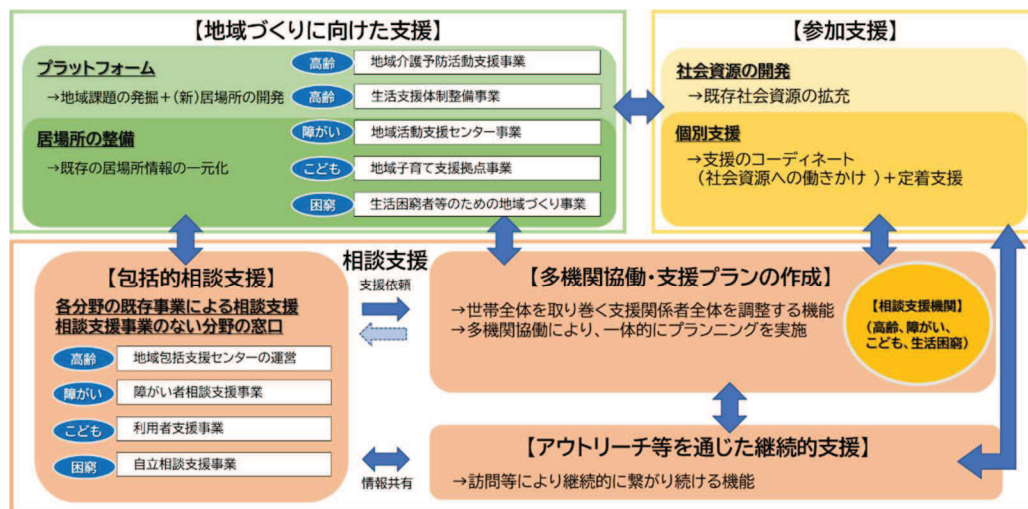 【地域づくりに向けた支援】
プラットフォーム
→地域課題の発掘＋(新)居場所の開発
居場所の整備
→既存の居場所情報の一元化
高齢 地域介護予防活動支援事業
高齢 生活支援体制整備事業
障がい 地域活動支援センター事業
こども 地域子育て支援拠点事業
困窮 生活困窮者等のための地域づくり事業
【参加支援】
社会資源の開発
→既存社会資源の拡充
個別支援
→支援のコーディネート
（社会資源への働きかけ ）＋定着支援
相談支援
【包括的相談支援】
各分野の既存事業による相談支援
相談支援事業のない分野の窓口
高齢 地域包括支援センターの運営
障がい 障がい者相談支援事業
こども 利用者支援事業
困窮 自立相談支援事業
支援依頼
情報共有
【多機関協働・支援プランの作成】
→世帯全体を取り巻く支援関係者全体を調整する機能
→多機関協働により、一体的にプランニングを実施
【相談支援機関】
(高齢、障がい、
こども、生活困窮)
【アウトリーチ等を通じた継続的支援】
→訪問等により継続的に繋がり続ける機能